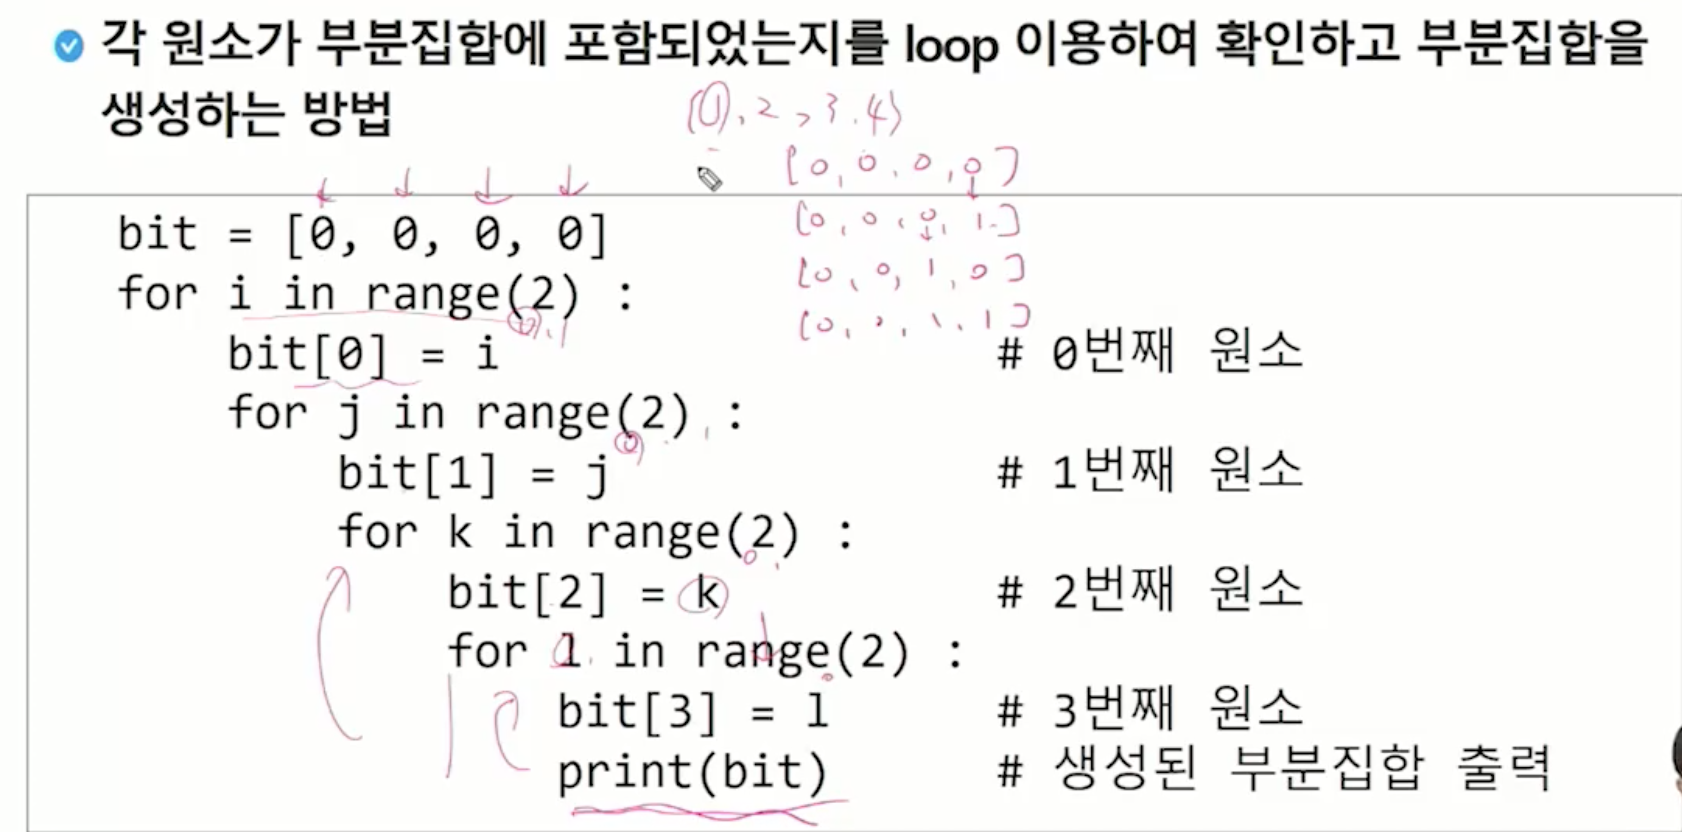 각 원소가 부분집합에 포함되었는지를 loop 이용하여 확인하고 부분집합을
생성하는 방법
{1, 2, 3, 4}
[0, 0, 0, 0]
[0, 0, 0, 1]
[0, 0, 1, 0]
[0, 0, 1, 1]
bit = [0, 0, 0, 0]
for i in range(2) :
0, 1
bit[0] = i # 0번째 원소
for j in range(2) :
0, 1
bit[1] = j # 1번째 원소
for k in range(2) :
0, 1
bit[2] = k # 2번째 원소
for l in range(2) :
bit[3] = l # 3번째 원소
print(bit) # 생성된 부분집합 출력